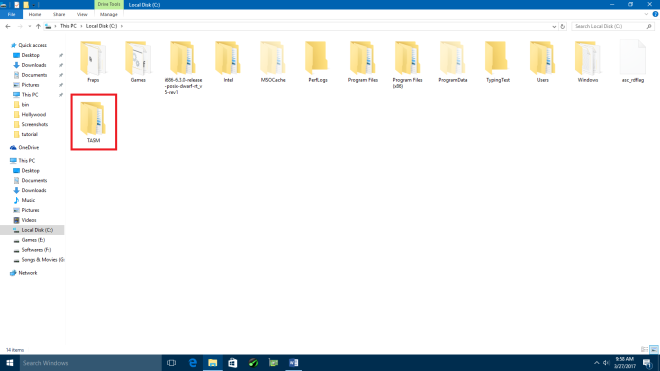 Drive Tools
Local Disk (C:)
File
Home
Share
View
Manage
This PC
Local Disk (C:)
Search Local Disk (C:)
Quick access
Desktop
Downloads
Documents
Pictures
This PC
bin
Hollywood
Screenshots
tutorial
OneDrive
This PC
Desktop
Documents
Downloads
Music
Pictures
Videos
Local Disk (C:)
Games (E:)
Softwares (F:)
Songs & Movies (G:
Network
Fraps
Games
i686-6.3.0-release
-posix-dwarf-rt_v
5-rev1
Intel
MSOCache
PerfLogs
Program Files
Program Files
(x86)
ProgramData
TypingTest
Users
Windows
asc_rdflag
TASM
14 items
Search Windows
9:58 AM
3/27/2017